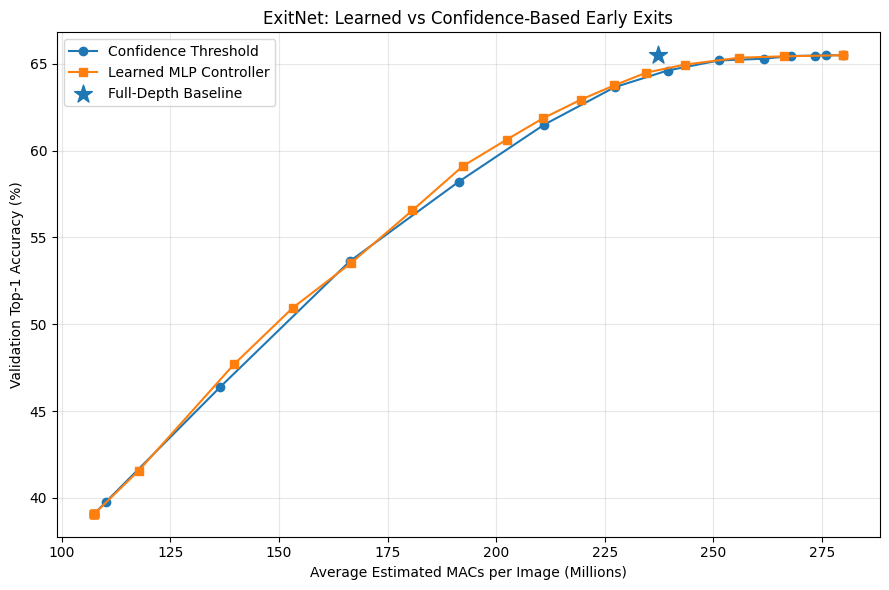 ExitNet: Learned vs Confidence-Based Early Exits
Confidence Threshold
Learned MLP Controller
Full-Depth Baseline
Validation Top-1 Accuracy (%)
65
60
55
50
45
40
100 125 150 175 200 225 250 275
Average Estimated MACs per Image (Millions)